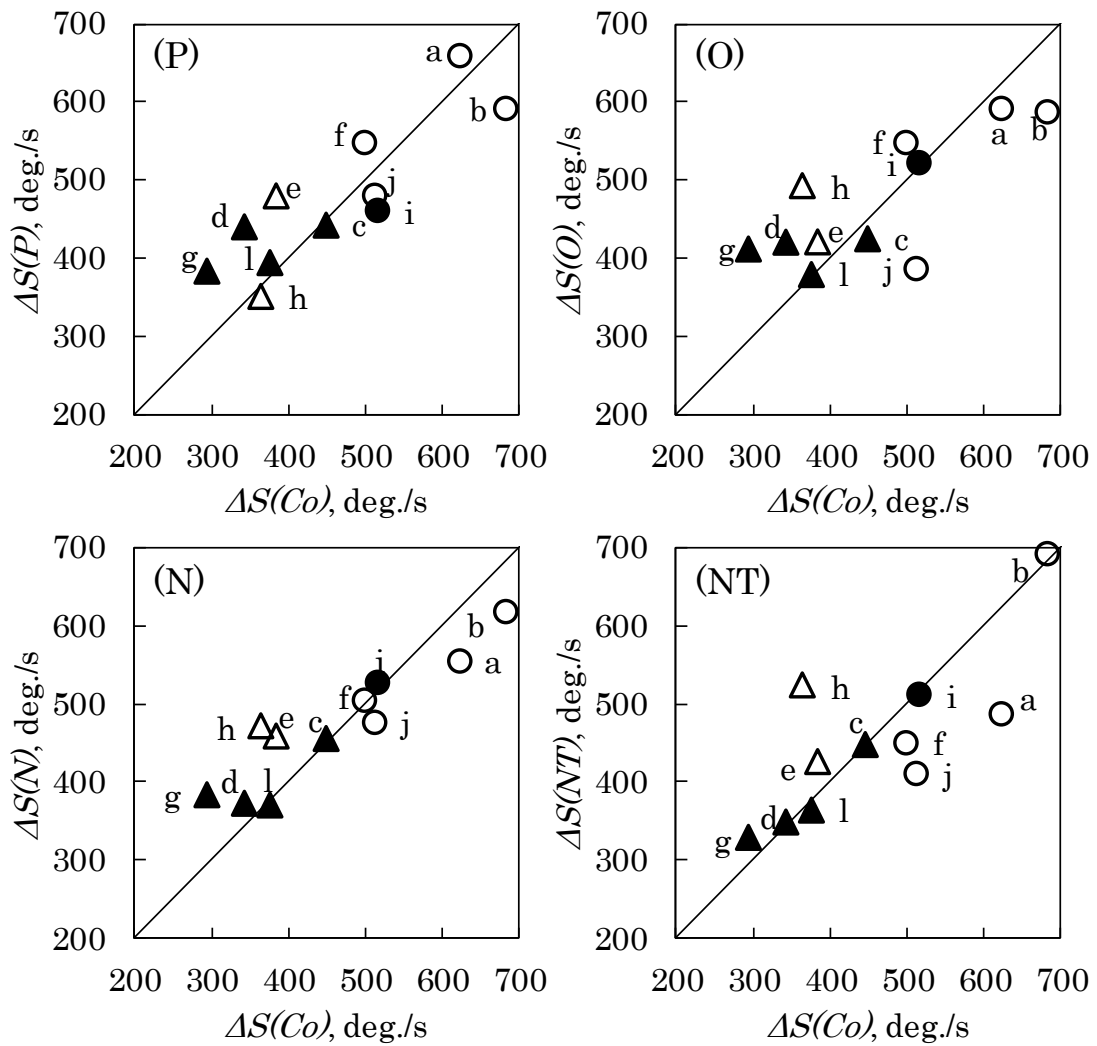 700
(P)
a
600
b
f
500
e
j
d
i
c
400
g
l
h
300
200
ΔS(P), deg./s
200 300 400 500 600 700
ΔS(Co), deg./s
700
(O)
600
a
b
f
i
500
h
d
e
c
400
g
l
j
300
200
ΔS(O), deg./s
200 300 400 500 600 700
ΔS(Co), deg./s
700
(N)
600
b
a
i
f
500
h
e
c
j
400
g
d
l
300
200
ΔS(N), deg./s
200 300 400 500 600 700
ΔS(Co), deg./s
700
(NT)
b
600
h
i
a
500
c
f
e
j
400
d
l
g
300
200
ΔS(NT), deg./s
200 300 400 500 600 700
ΔS(Co), deg./s